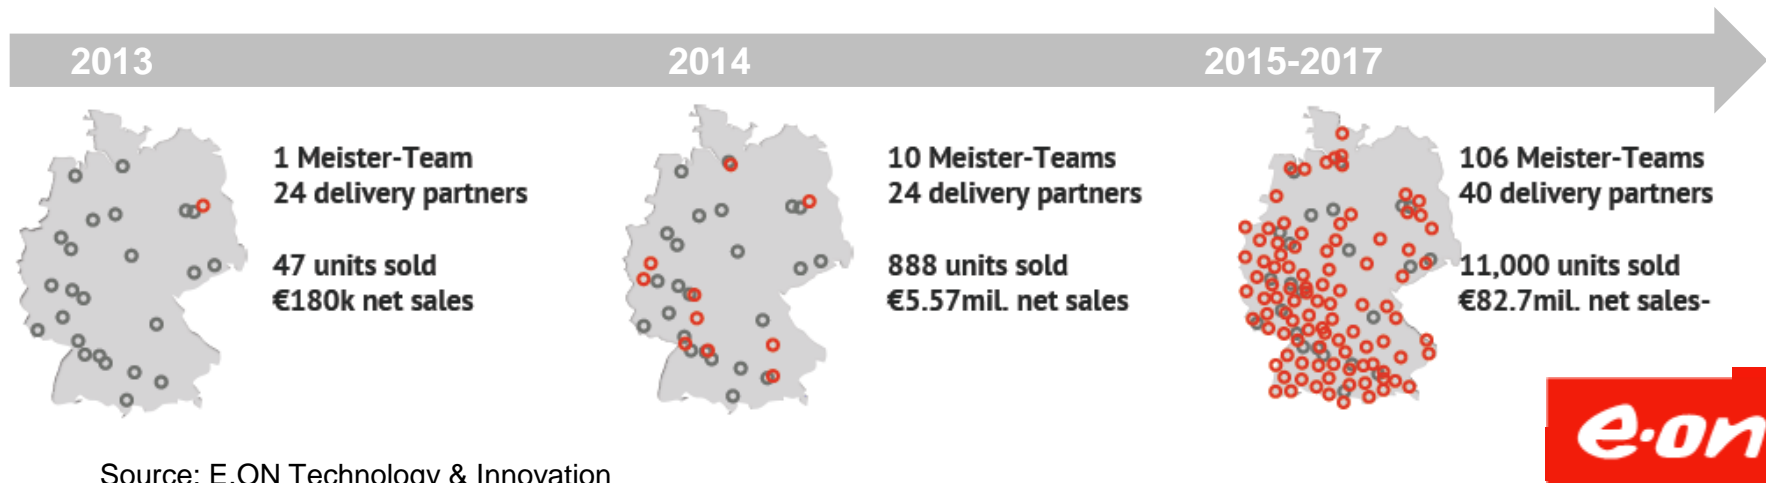 2013
2014
2015-2017
1 Meister-Team
24 delivery partners
47 units sold
€180k net sales
10 Meister-Teams
24 delivery partners
888 units sold
€5.57mil. net sales
106 Meister-Teams
40 delivery partners
11,000 units sold
€82.7mil. net sales-
e·on
Source: E.ON Technology & Innovation